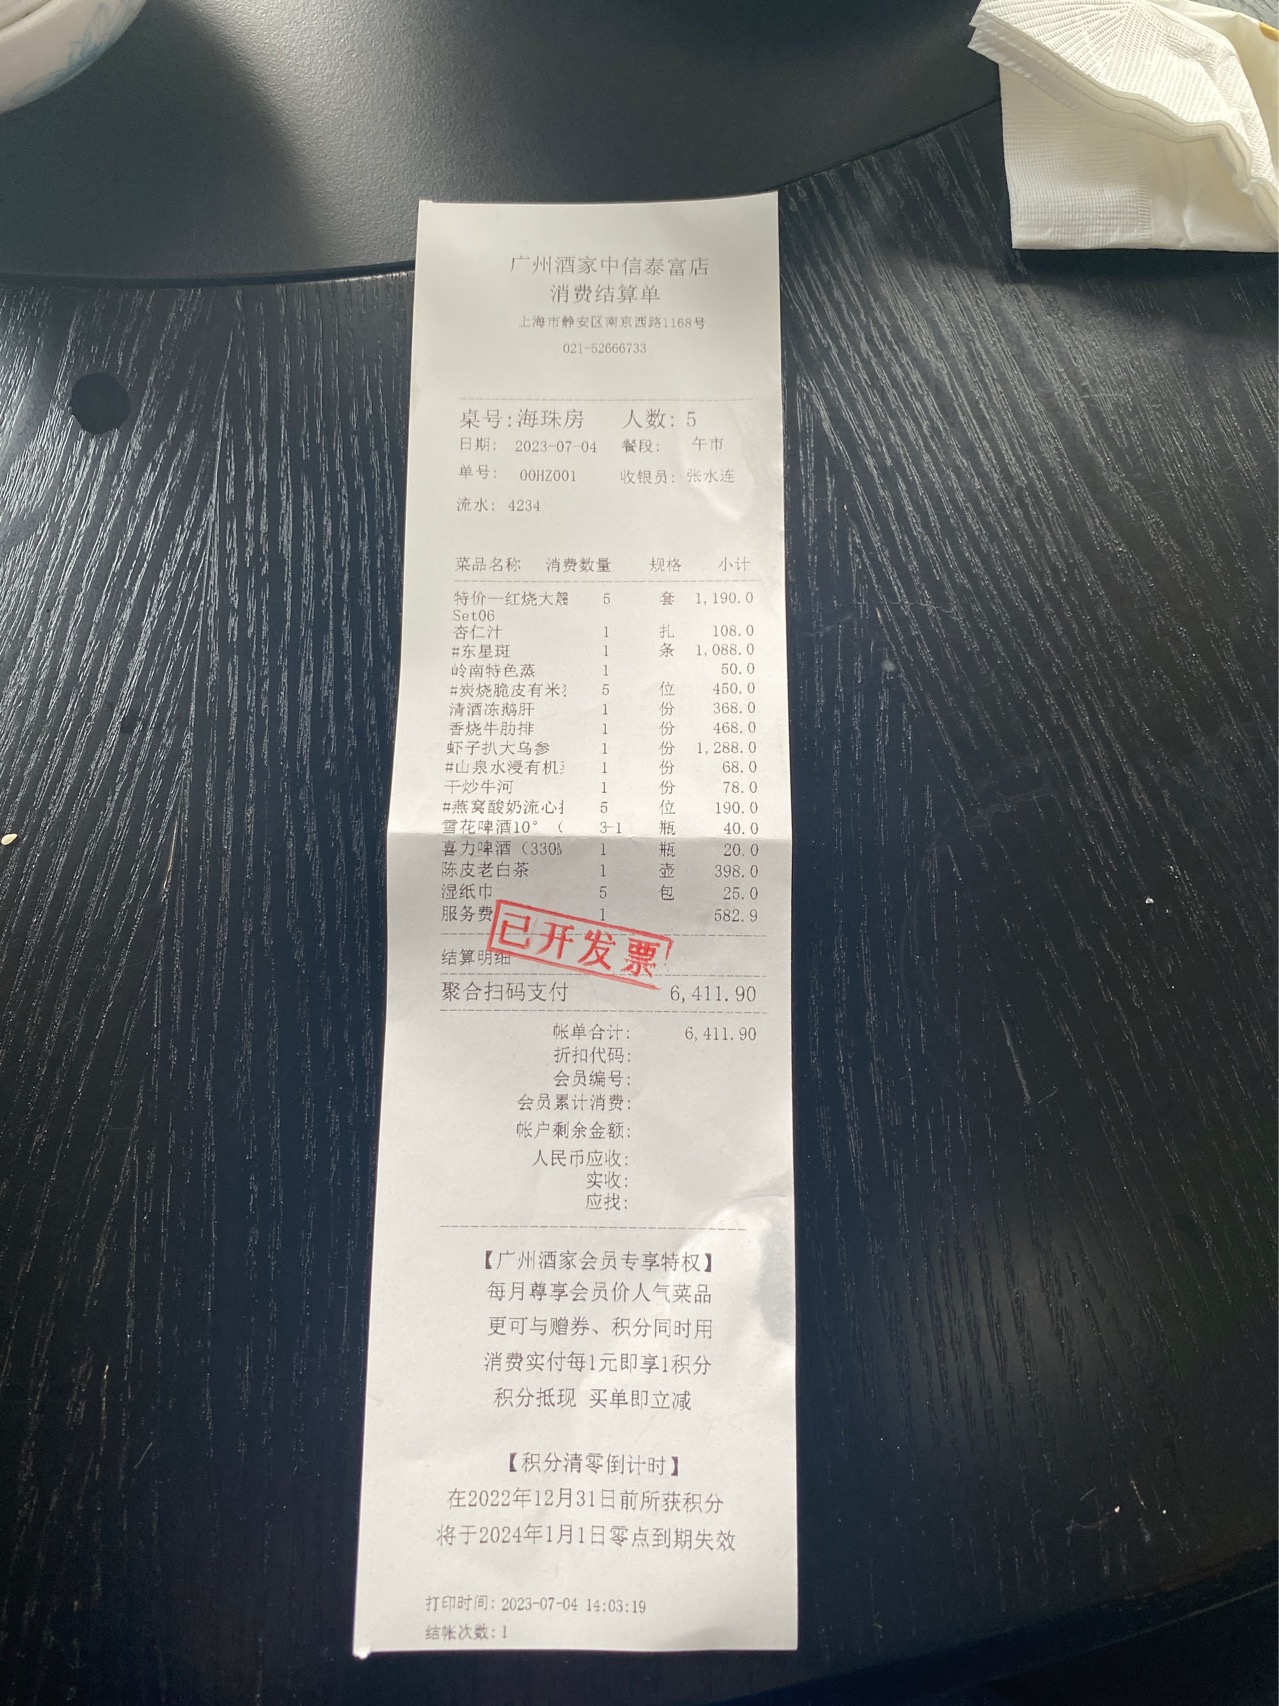 广州酒家中信泰富店
消费结算单
上海市静安区南京西路1168号
021-52666733
桌号:海珠房 人数: 5
日期: 2023-07-04 餐段: 午市
单号: 00HZ001 收银员: 张水连
流水: 4234
菜品名称 消费数量 规格 小计
特价—红烧大 5 套 1,190.0
Set06
杏仁汁 1 扎 108.0
#东星斑 1 条 1,088.0
岭南特色蒸 1 50.0
#炭烧脆皮有米 5 位 450.0
清酒冻鹅肝 1 份 368.0
香烧牛肋排 1 份 468.0
虾子扒大乌参 1 份 1,288.0
#山泉水浸有机 1 份 68.0
干炒牛河 1 份 78.0
#燕窝酸奶流心 5 位 190.0
雪花啤酒10° ( 3-1 瓶 40.0
喜力啤酒（330M 1 瓶 20.0
陈皮老白茶 1 壶 398.0
湿纸巾 5 包 25.0
服务费 1 582.9
已开发票
结算明细
聚合扫码支付 6,411.90
帐单合计: 6,411.90
折扣代码:
会员编号:
会员累计消费:
帐户剩余金额:
人民币应收:
实收:
应找:
【广州酒家会员专享特权】
每月尊享会员价人气菜品
更可与赠券、积分同时用
消费实付每1元即享1积分
积分抵现 买单即立减
【积分清零倒计时】
在2022年12月31日前所获积分
将于2024年1月1日零点到期失效
打印时间: 2023-07-04 14:03:19
结帐次数: 1